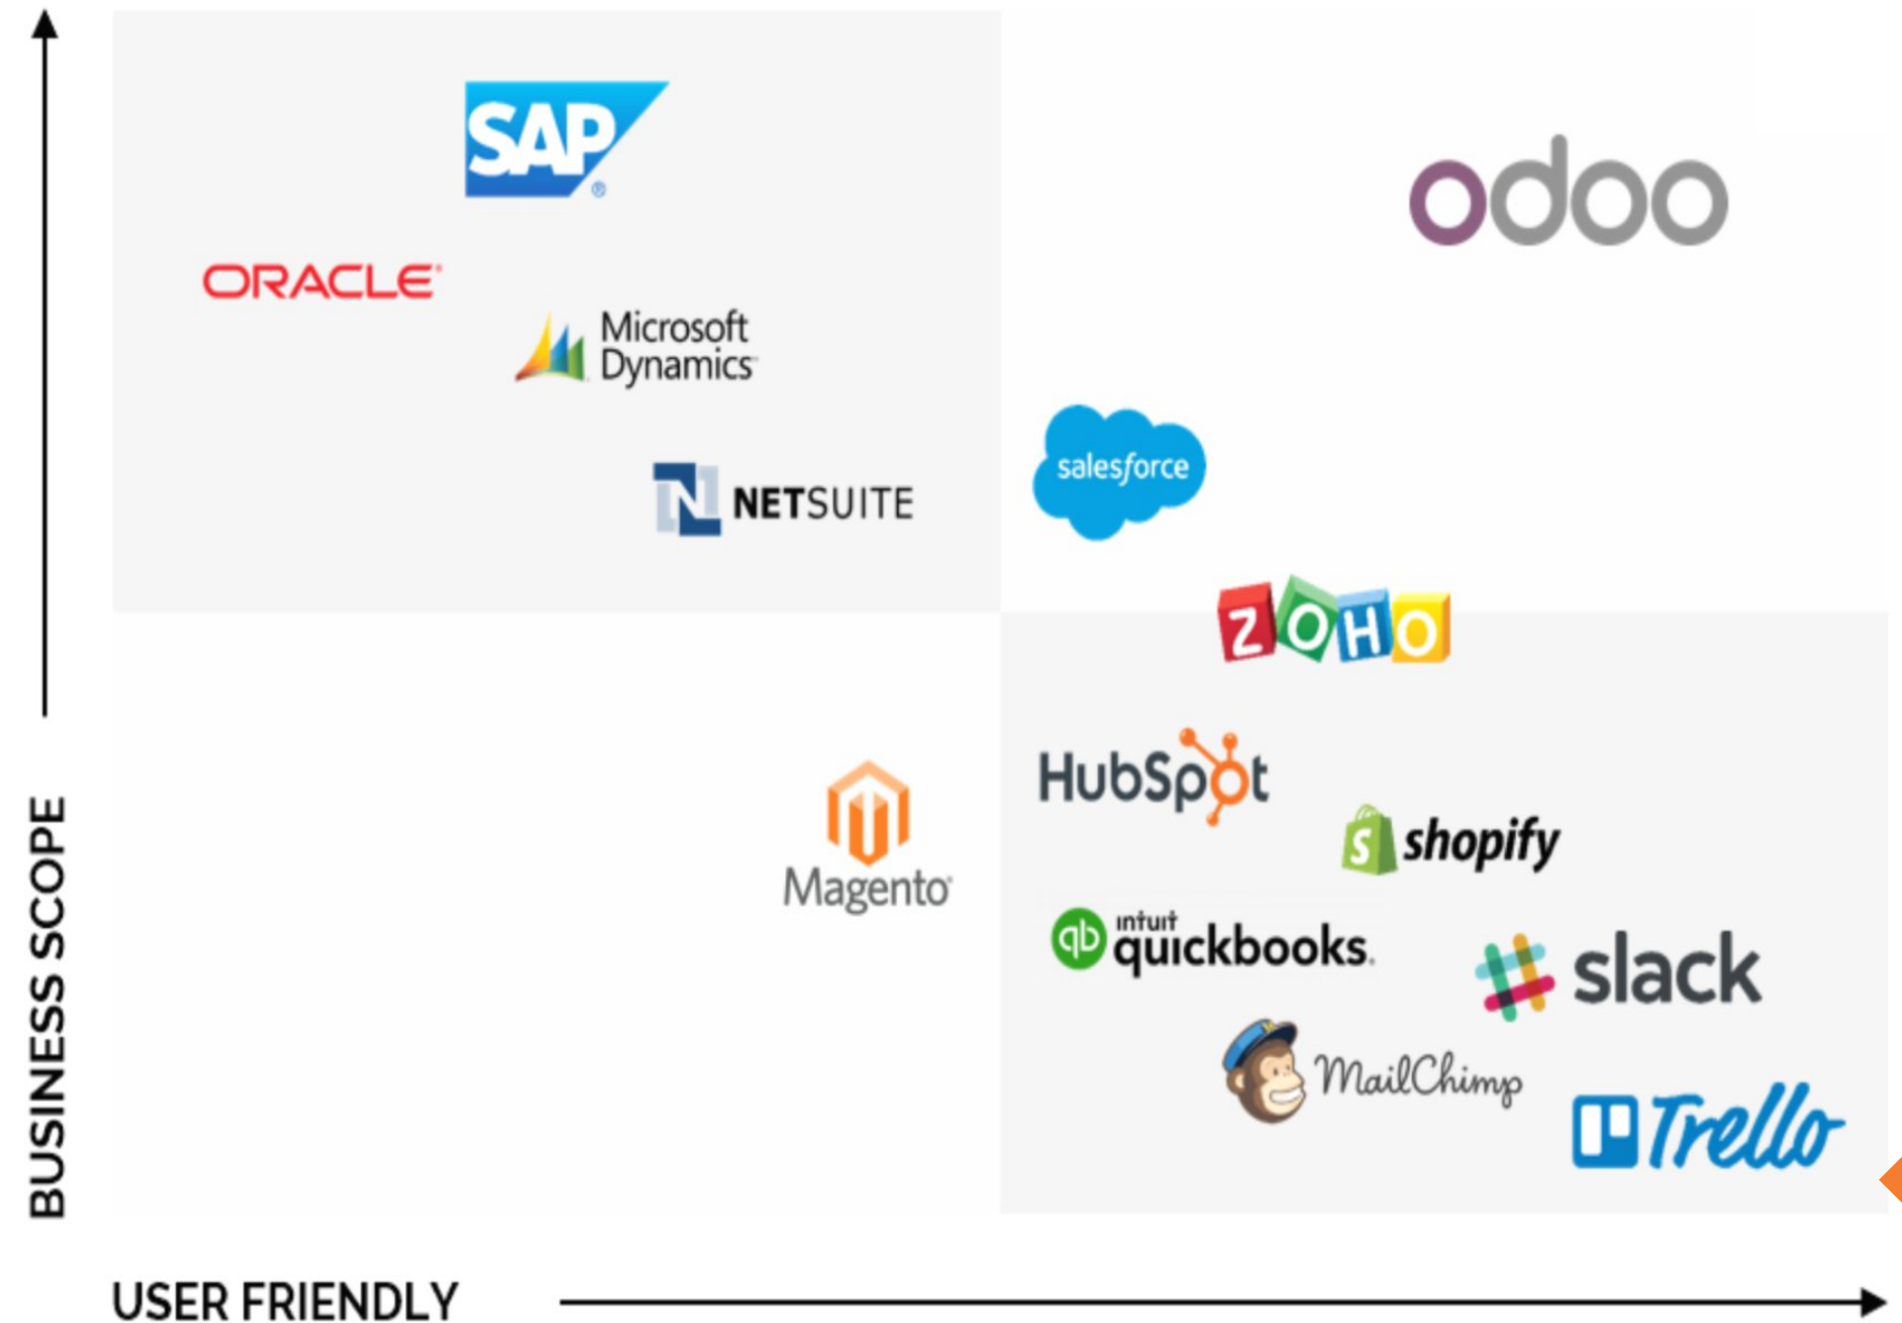 SAP
®
odoo
ORACLE®
Microsoft
Dynamics
salesforce
N NETSUITE
ZOHO
HubSpot
S shopify
Magento®
qb intuit
quickbooks.
slack
MailChimp
Trello
BUSINESS SCOPE
USER FRIENDLY